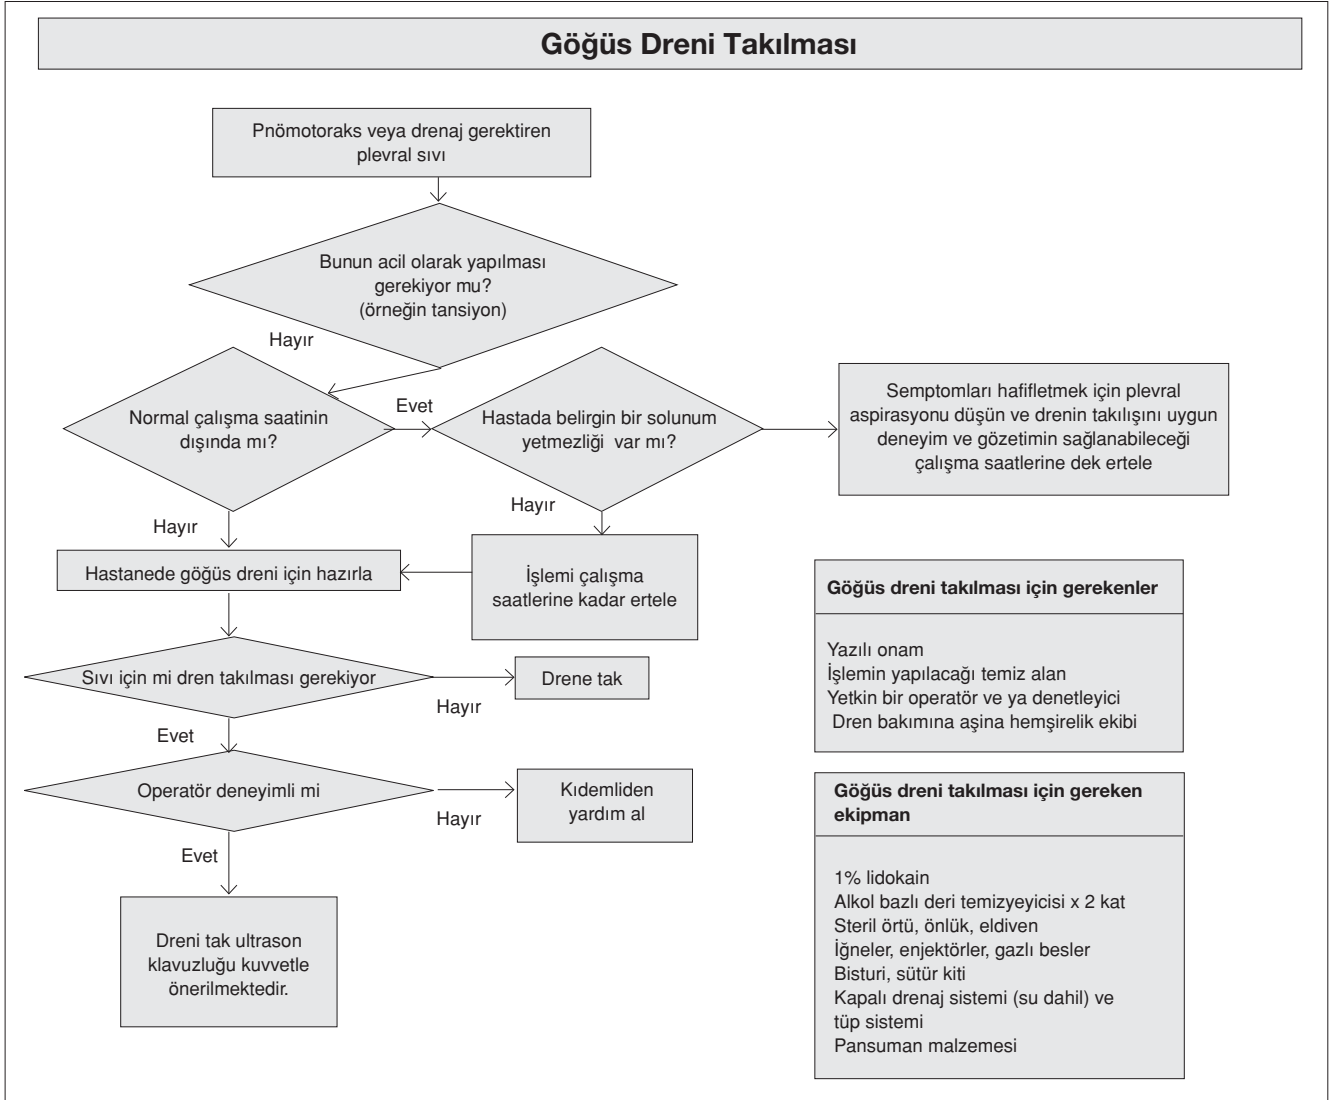 Göğüs Dreni Takılması
Pnömotoraks veya drenaj gerektiren
plevral sıvı
Bunun acil olarak yapılması
gerekiyor mu?
(örneğin tansiyon)
Hayır
Normal çalışma saatinin
dışında mı?
Evet
Hastada belirgin bir solunum
yetmezliği var mı?
Semptomları hafifletmek için plevral
aspirasyonu düşün ve drenin takılışını uygun
deneyim ve gözetimin sağlanabileceği
çalışma saatlerine dek ertele
Hayır
Hayır
Hastanede göğüs dreni için hazırla
İşlemi çalışma
saatlerine kadar ertele
Sıvı için mi dren takılması gerekiyor
Hayır
Drene tak
Evet
Operatör deneyimli mi
Hayır
Kıdemliden
yardım al
Evet
Dreni tak ultrason
klavuzluğu kuvvetle
önerilmektedir.
Göğüs dreni takılması için gerekenler
Yazılı onam
İşlemin yapılacağı temiz alan
Yetkin bir operatör ve ya denetleyici
Dren bakımına aşina hemşirelik ekibi
Göğüs dreni takılması için gereken
ekipman
1% lidokain
Alkol bazlı deri temizyeyicisi x 2 kat
Steril örtü, önlük, eldiven
İğneler, enjektörler, gazlı besler
Bisturi, sütür kiti
Kapalı drenaj sistemi (su dahil) ve
tüp sistemi
Pansuman malzemesi